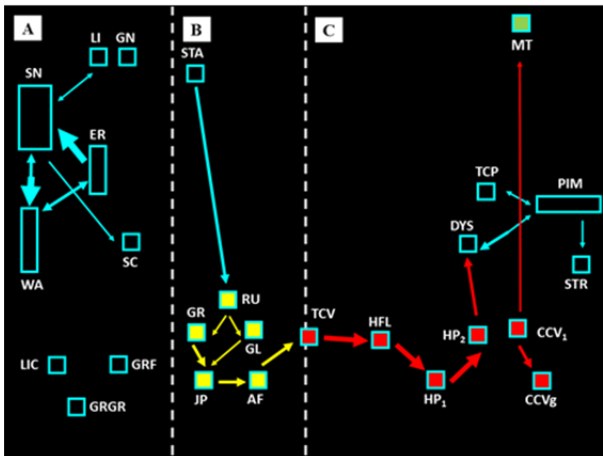 A
B
C
LI GN
SN
ER
WA
SC
LIC
GRF
GRGR
STA
RU
GR
GL
JP
AF
TCV
HFL
HP1
HP2
DYS
TCP
PIM
STR
MT
CCV1
CCVg